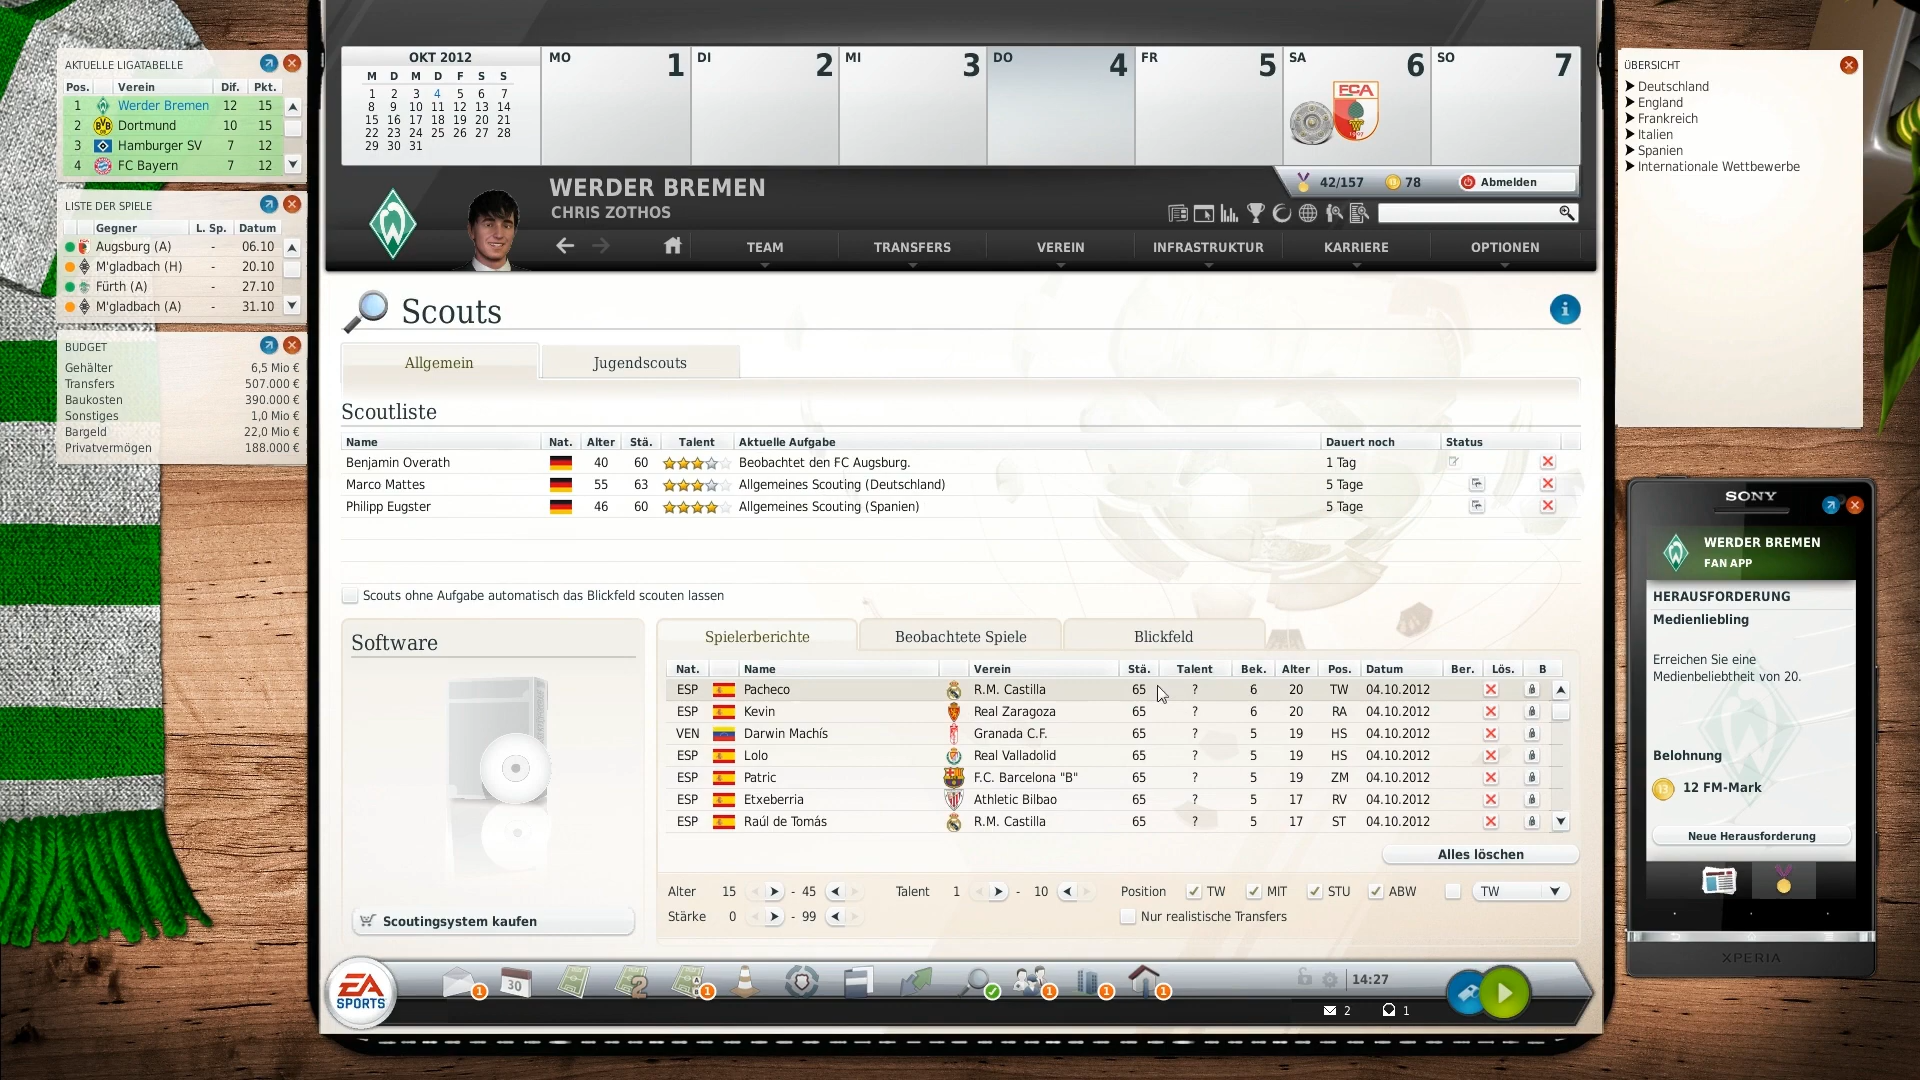 AKTUELLE LIGATABELLE
Pos. Verein Dif. Pkt.
1 Werder Bremen 12 15
2 Dortmund 10 15
3 Hamburger SV 7 12
4 FC Bayern 7 12
LISTE DER SPIELE
Gegner L. Sp. Datum
Augsburg (A) - 06.10
M'gladbach (H) - 20.10
Fürth (A) - 27.10
M'gladbach (A) - 31.10
BUDGET
Gehälter 6,5 Mio €
Transfers 507.000 €
Baukosten 390.000 €
Sonstiges 1,0 Mio €
Bargeld 22,0 Mio €
Privatvermögen 188.000 €
OKT 2012
M D M D F S S
1 2 3 4 5 6 7
8 9 10 11 12 13 14
15 16 17 18 19 20 21
22 23 24 25 26 27 28
29 30 31
MO 1 DI 2 MI 3 DO 4 FR 5 SA 6 SO 7
FCA
1907
WERDER BREMEN
CHRIS ZOTHOS
42/157 78 Abmelden
TEAM TRANSFERS VEREIN INFRASTRUKTUR KARRIERE OPTIONEN
Scouts
Allgemein Jugendscouts
Scoutliste
Name Nat. Alter Stä. Talent Aktuelle Aufgabe Dauert noch Status
Benjamin Overath 40 60 Beobachtet den FC Augsburg. 1 Tag
Marco Mattes 55 63 Allgemeines Scouting (Deutschland) 5 Tage
Philipp Eugster 46 60 Allgemeines Scouting (Spanien) 5 Tage
Scouts ohne Aufgabe automatisch das Blickfeld scouten lassen
Software
Scoutingsystem kaufen
Spielerberichte Beobachtete Spiele Blickfeld
Nat. Name Verein Stä. Talent Bek. Alter Pos. Datum Ber. Lös. B
ESP Pacheco R.M. Castilla 65 ? 6 20 TW 04.10.2012
ESP Kevin Real Zaragoza 65 ? 6 20 RA 04.10.2012
VEN Darwin Machís Granada C.F. 65 ? 5 19 HS 04.10.2012
ESP Lolo Real Valladolid 65 ? 5 19 HS 04.10.2012
ESP Patric F.C. Barcelona "B" 65 ? 5 19 ZM 04.10.2012
ESP Etxeberria Athletic Bilbao 65 ? 5 17 RV 04.10.2012
ESP Raúl de Tomás R.M. Castilla 65 ? 5 17 ST 04.10.2012
Alles löschen
Alter 15 - 45 Talent 1 - 10 Position TW MIT STU ABW TW
Stärke 0 - 99 Nur realistische Transfers
EA SPORTS
1 30 2 1 1 1 1
14:27
2 1
ÜBERSICHT
Deutschland
England
Frankreich
Italien
Spanien
Internationale Wettbewerbe
SONY
WERDER BREMEN
FAN APP
HERAUSFORDERUNG
Medienliebling
Erreichen Sie eine
Medienbeliebtheit von 20.
Belohnung
13 12 FM-Mark
Neue Herausforderung
XPERIA